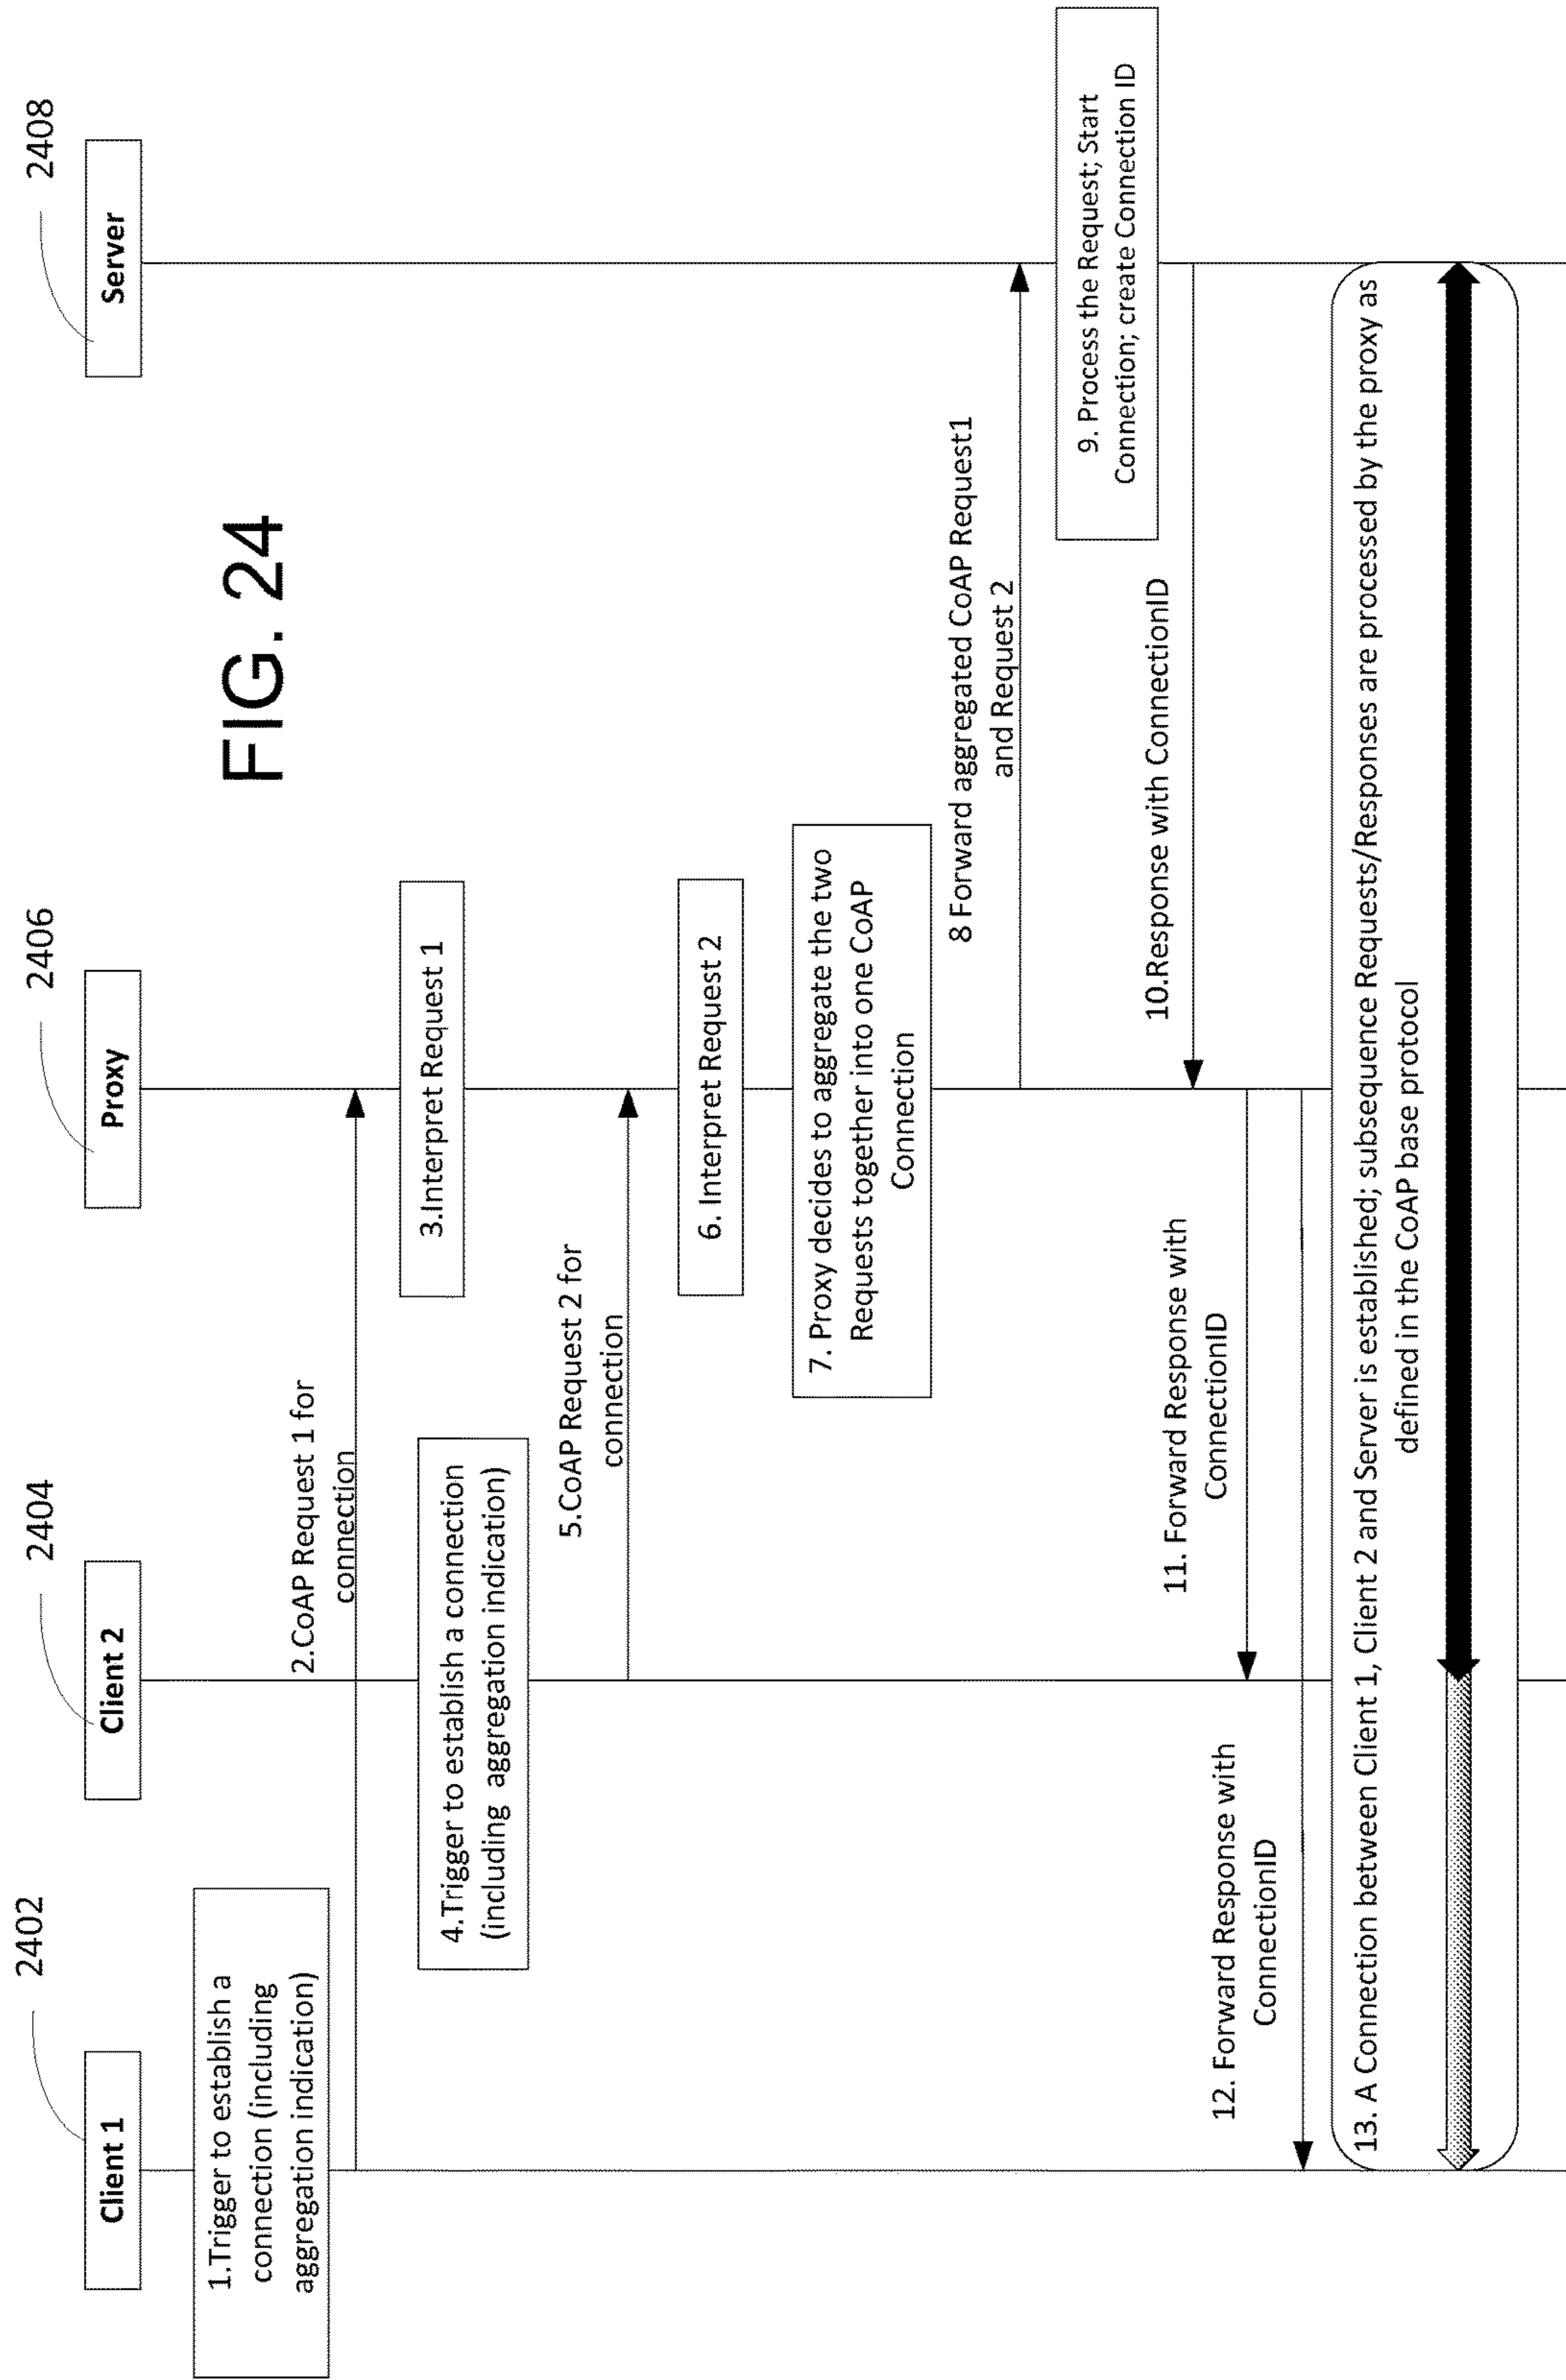 2402
2404
2406
2408
Client 1
Client 2
Proxy
Server
FIG. 24
1.Trigger to establish a
connection (including
aggregation indication)
2.CoAP Request 1 for
connection
3.Interpret Request 1
4.Trigger to establish a connection
(including aggregation indication)
5.CoAP Request 2 for
connection
6. Interpret Request 2
7. Proxy decides to aggregate the two
Requests together into one CoAP
Connection
8 Forward aggregated CoAP Request1
and Request 2
9. Process the Request; Start
Connection; create Connection ID
10.Response with ConnectionID
11. Forward Response with
ConnectionID
12. Forward Response with
ConnectionID
13. A Connection between Client 1, Client 2 and Server is established; subsequence Requests/Responses are processed by the proxy as
defined in the CoAP base protocol